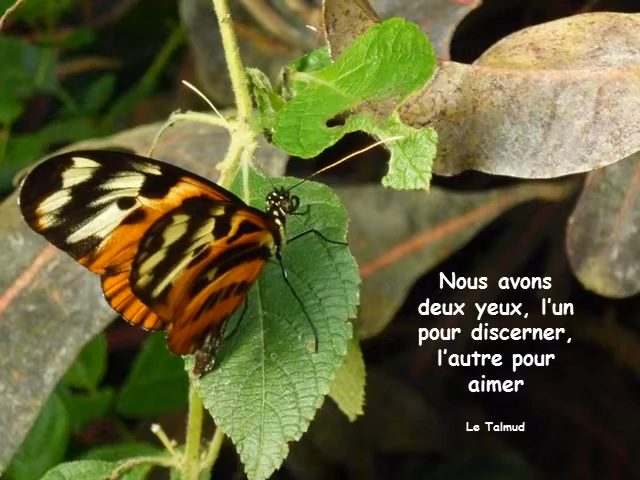 Nous avons
deux yeux, l'un
pour discerner,
l'autre pour
aimer
Le Talmud